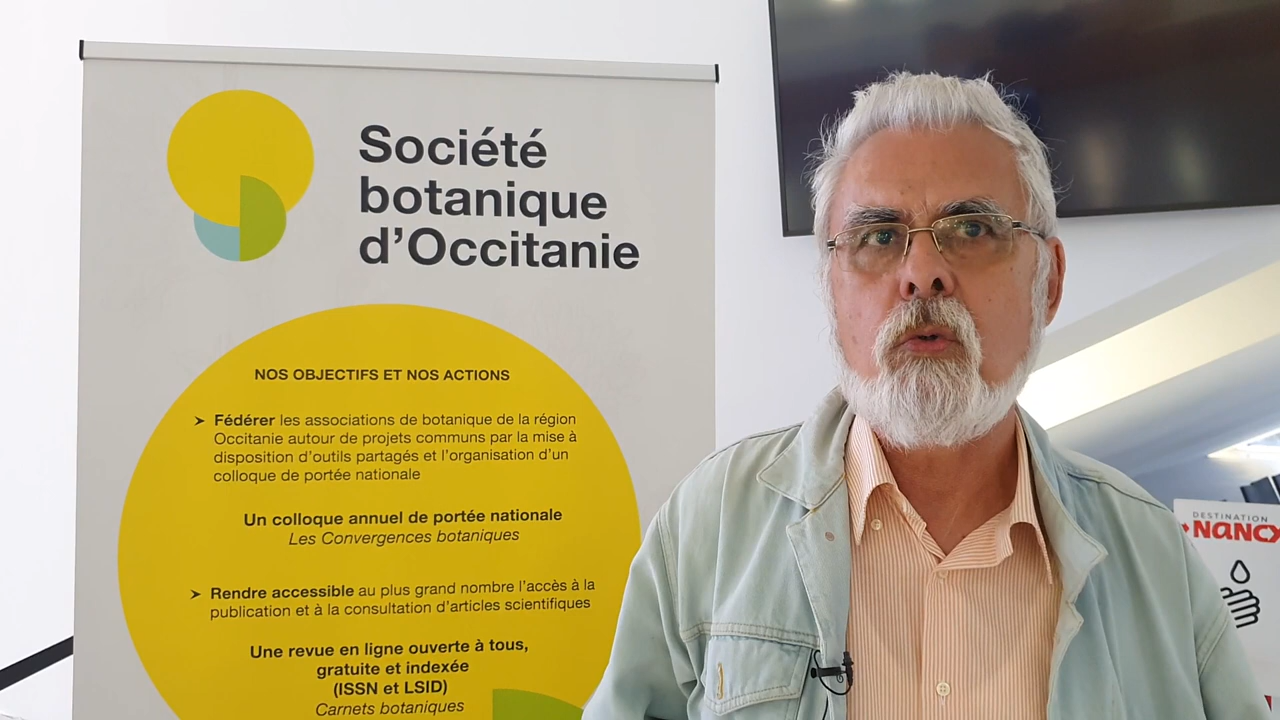 Société
botanique
d'Occitanie
NOS OBJECTIFS ET NOS ACTIONS
➤ Fédérer les associations de botanique de la région
Occitanie autour de projets communs par la mise à
disposition d'outils partagés et l'organisation d'un
colloque de portée nationale
Un colloque annuel de portée nationale
Les Convergences botaniques
➤ Rendre accessible au plus grand nombre l'accès à la
publication et à la consultation d'articles scientifiques
Une revue en ligne ouverte à tous,
gratuite et indexée
(ISSN et LSID)
Carnets botaniques
DESTINATION
NANCY